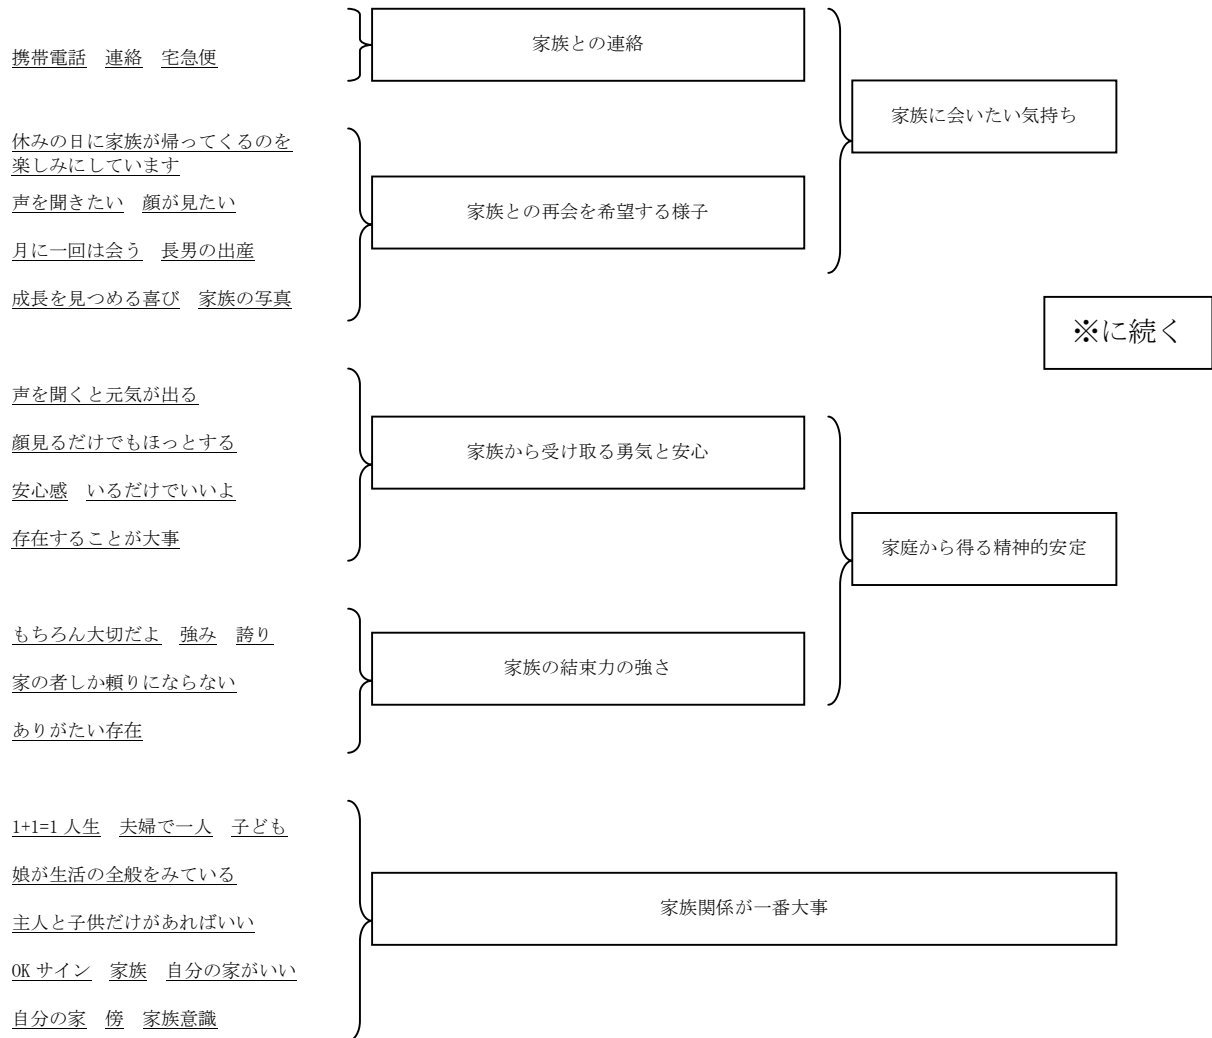 家族との連絡
携帯電話　連絡　宅急便
家族に会いたい気持ち
休みの日に家族が帰ってくるのを
楽しみにしています
声を聞きたい　顔が見たい
家族との再会を希望する様子
月に一回は会う　長男の出産
成長を見つめる喜び　家族の写真
※に続く
声を聞くと元気が出る
顔見るだけでもほっとする
家族から受け取る勇気と安心
安心感　いるだけでいいよ
存在することが大事
家庭から得る精神的安定
もちろん大切だよ　強み　誇り
家族の結束力の強さ
家の者しか頼りにならない
ありがたい存在
1+1=1 人生　夫婦で一人　子ども
娘が生活の全般をみている
家族関係が一番大事
主人と子供だけがあればいい
OK サイン　家族　自分の家がいい
自分の家　傍　家族意識